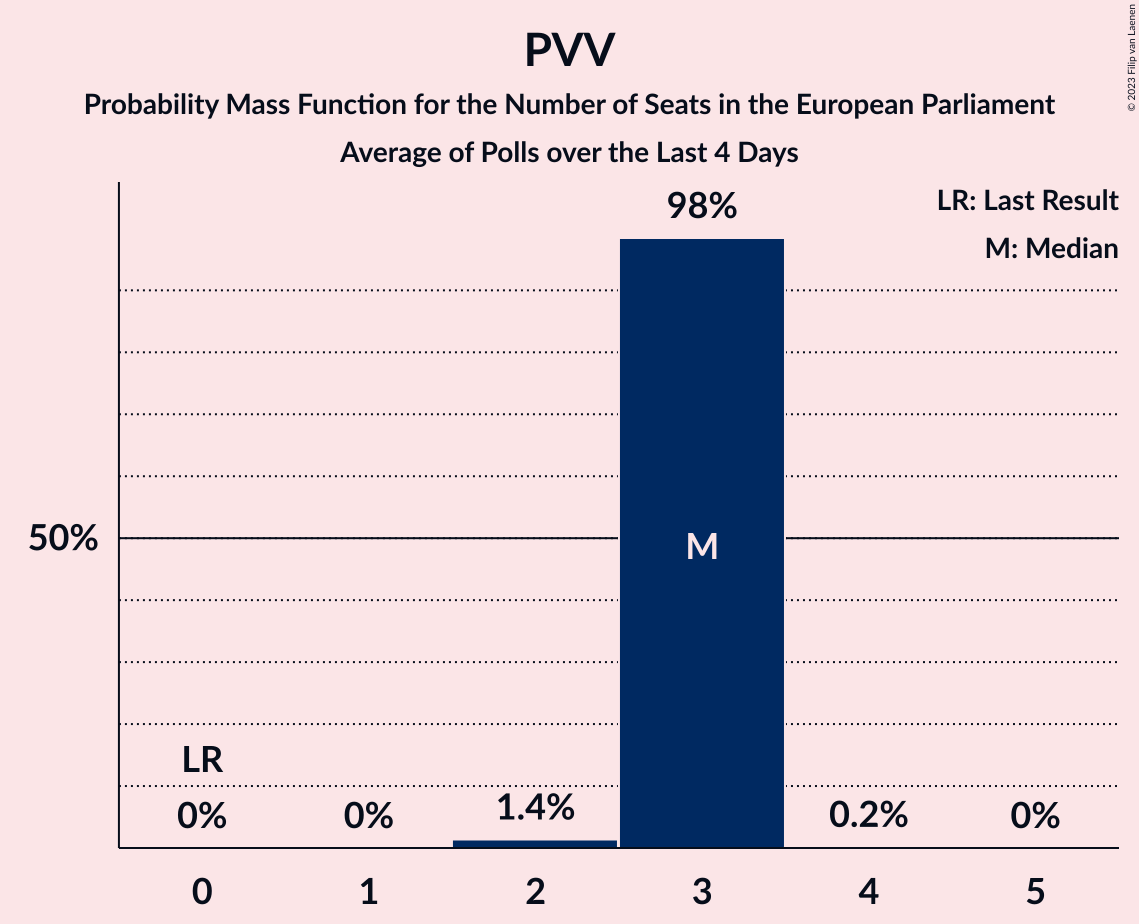 PVV
Probability Mass Function for the Number of Seats in the European Parliament
Average of Polls over the Last 4 Days
© 2023 Filip van Laenen
LR: Last Result
M: Median
98%
50%
M
LR
0%
0%
1.4%
0.2%
0%
0
1
2
3
4
5